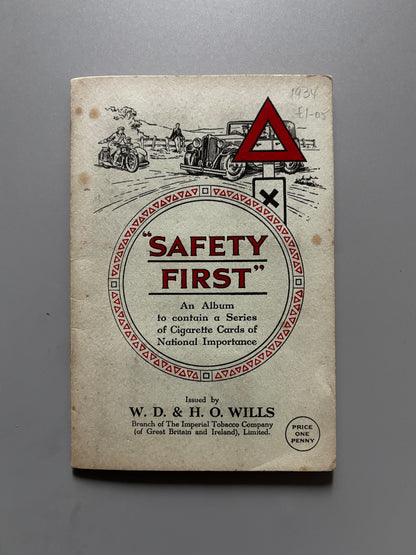 1934
£1-05
"SAFETY
FIRST"
An Album
to contain a Series
of Cigarette Cards of
National Importance
Issued by
W. D. & H. O. WILLS
Branch of The Imperial Tobacco Company
(of Great Britain and Ireland), Limited.
PRICE
ONE
PENNY